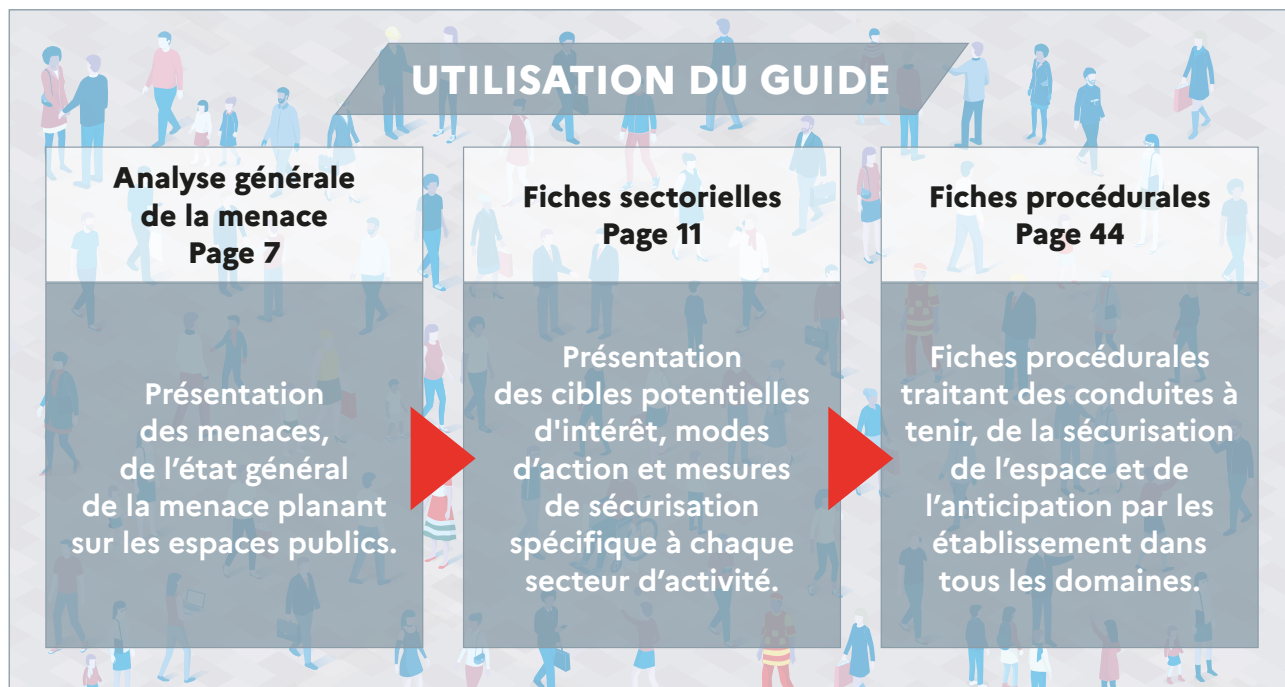 UTILISATION DU GUIDE
Analyse générale
de la menace
Page 7
Présentation
des menaces,
de l'état général
de la menace planant
sur les espaces publics.
Fiches sectorielles
Page 11
Présentation
des cibles potentielles
d'intérêt, modes
d'action et mesures
de sécurisation
spécifique à chaque
secteur d'activité.
Fiches procédurales
Page 44
Fiches procédurales
traitant des conduites à
tenir, de la sécurisation
de l'espace et de
l'anticipation par les
établissement dans
tous les domaines.